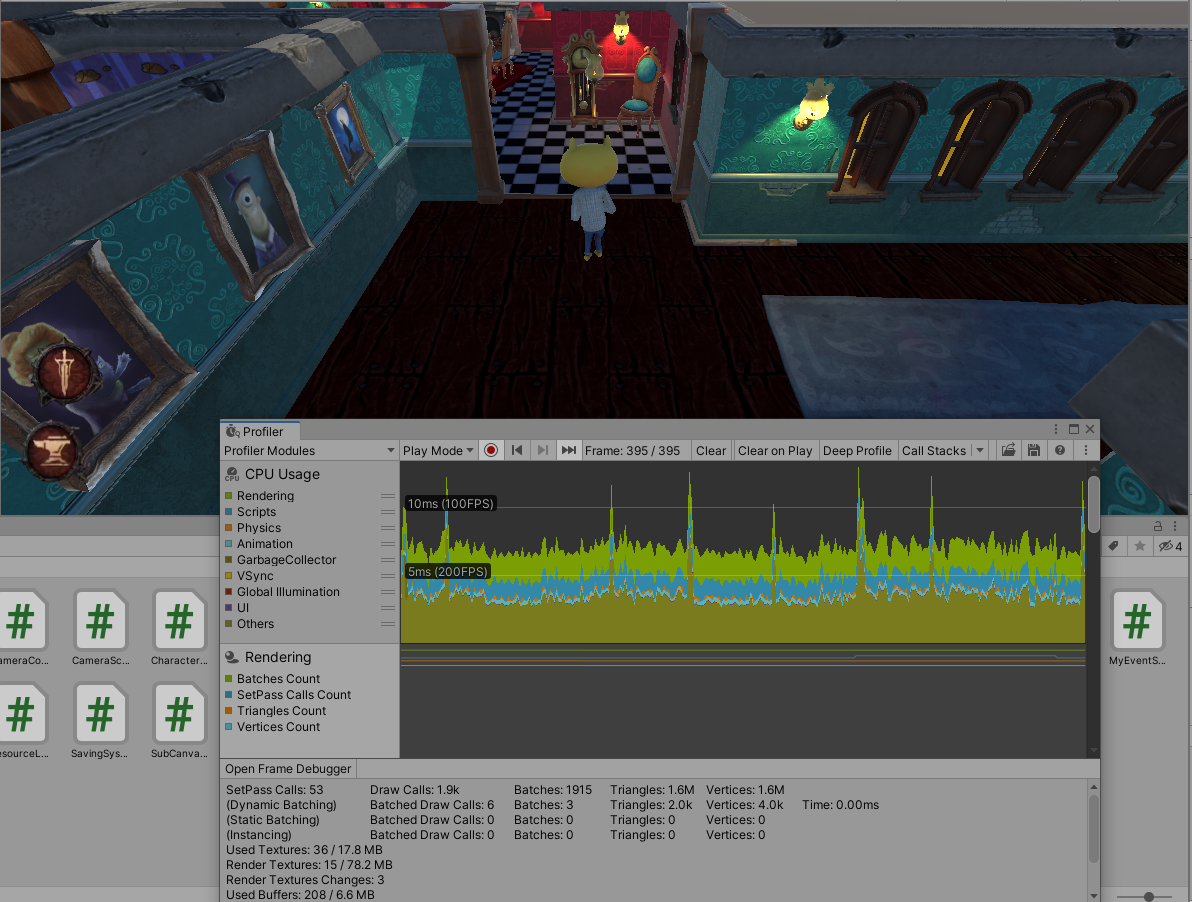 Profiler
Profiler Modules
Play Mode
Frame: 395 / 395
Clear
Clear on Play
Deep Profile
Call Stacks
CPU
CPU Usage
Rendering
Scripts
Physics
Animation
GarbageCollector
VSync
Global Illumination
UI
Others
10ms (100FPS)
5ms (200FPS)
Rendering
Batches Count
SetPass Calls Count
Triangles Count
Vertices Count
Open Frame Debugger
SetPass Calls: 53 Draw Calls: 1.9k Batches: 1915 Triangles: 1.6M Vertices: 1.6M
(Dynamic Batching) Batched Draw Calls: 6 Batches: 3 Triangles: 2.0k Vertices: 4.0k Time: 0.00ms
(Static Batching) Batched Draw Calls: 0 Batches: 0 Triangles: 0 Vertices: 0
(Instancing) Batched Draw Calls: 0 Batches: 0 Triangles: 0 Vertices: 0
Used Textures: 36 / 17.8 MB
Render Textures: 15 / 78.2 MB
Render Textures Changes: 3
Used Buffers: 208 / 6.6 MB
4
# # # #
ameraCo... CameraSc... Character... MyEventS...
# # #
esourceL... SavingSys... SubCanva...